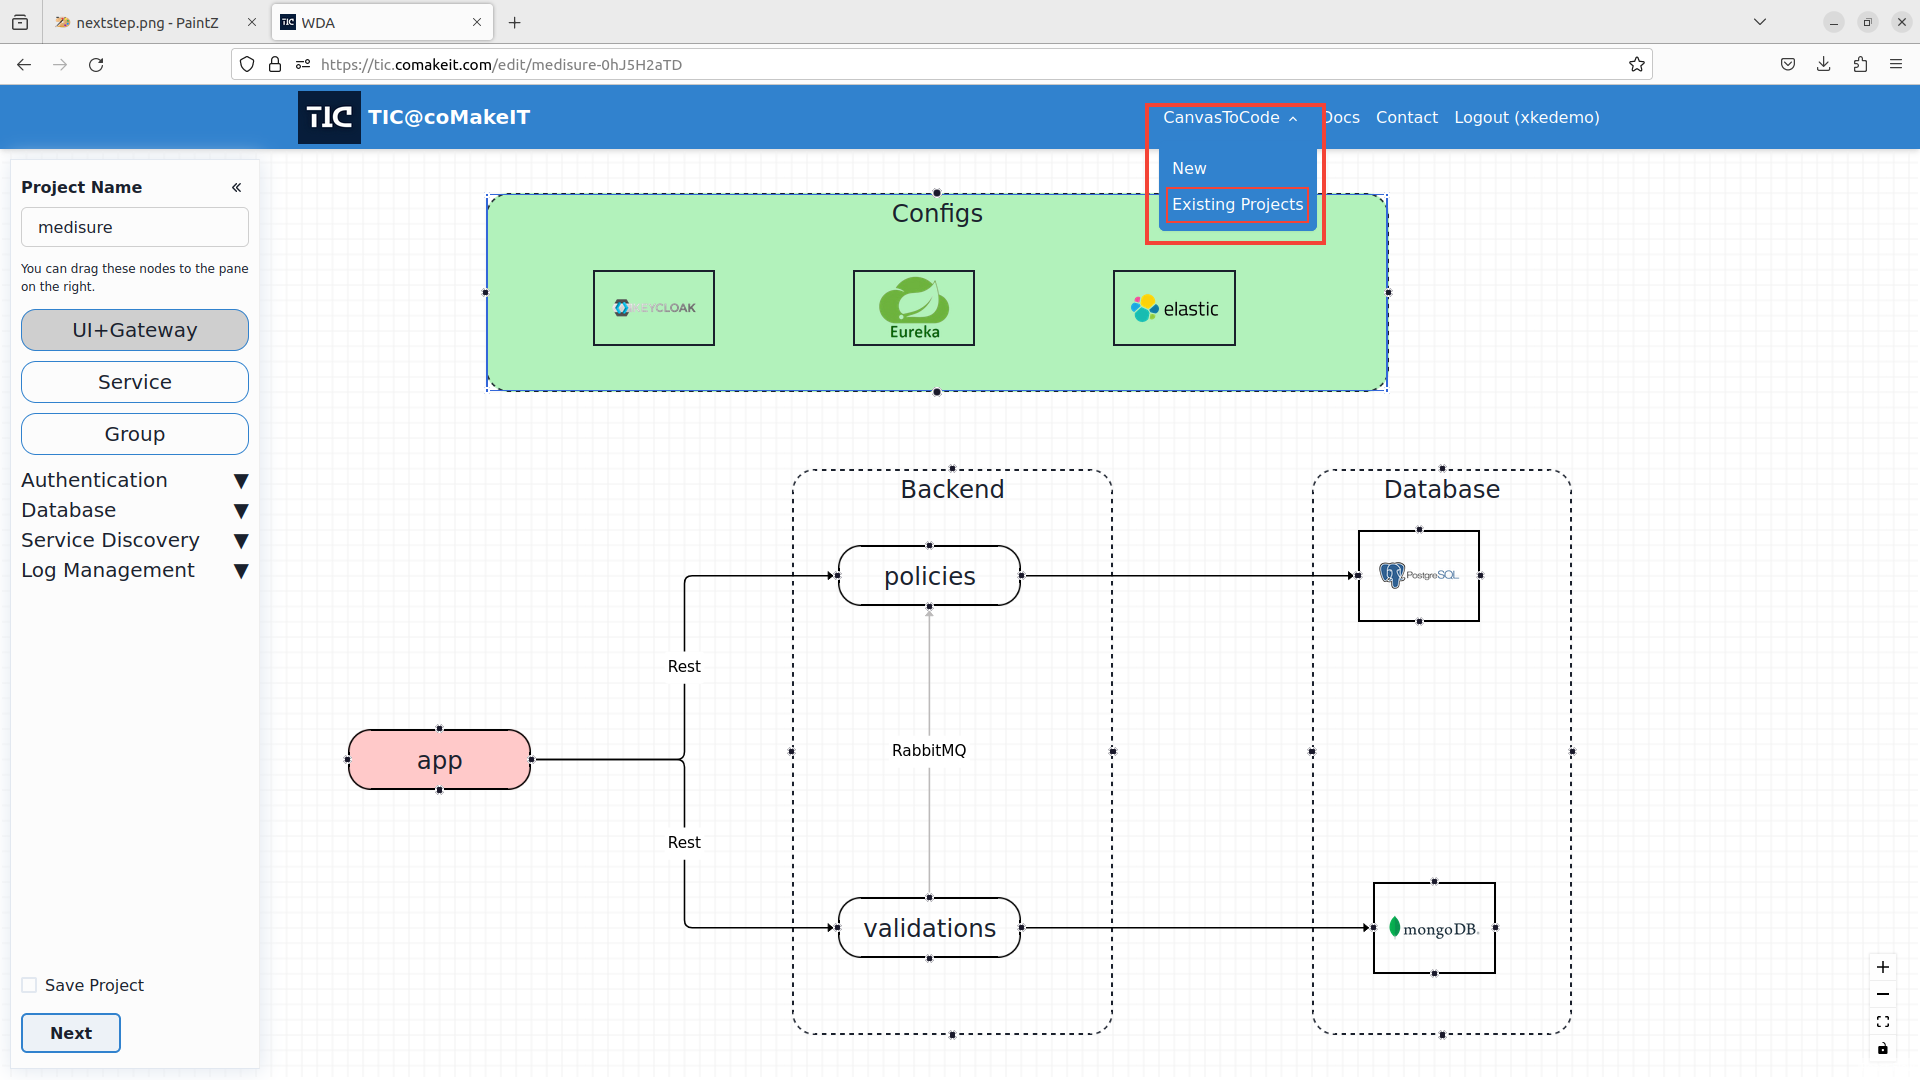 nextstep.png - PaintZ
TIC WDA
https://tic.comakeit.com/edit/medisure-0hJ5H2aTD
TIC TIC@coMakeIT
CanvasToCode Docs Contact Logout (xkedemo)
New
Existing Projects
Project Name
medisure
You can drag these nodes to the pane
on the right.
UI+Gateway
Service
Group
Authentication
Database
Service Discovery
Log Management
Save Project
Next
Configs
KEYCLOAK
Eureka
elastic
Backend
Database
policies
PostgreSQL
Rest
app
RabbitMQ
Rest
validations
mongoDB.